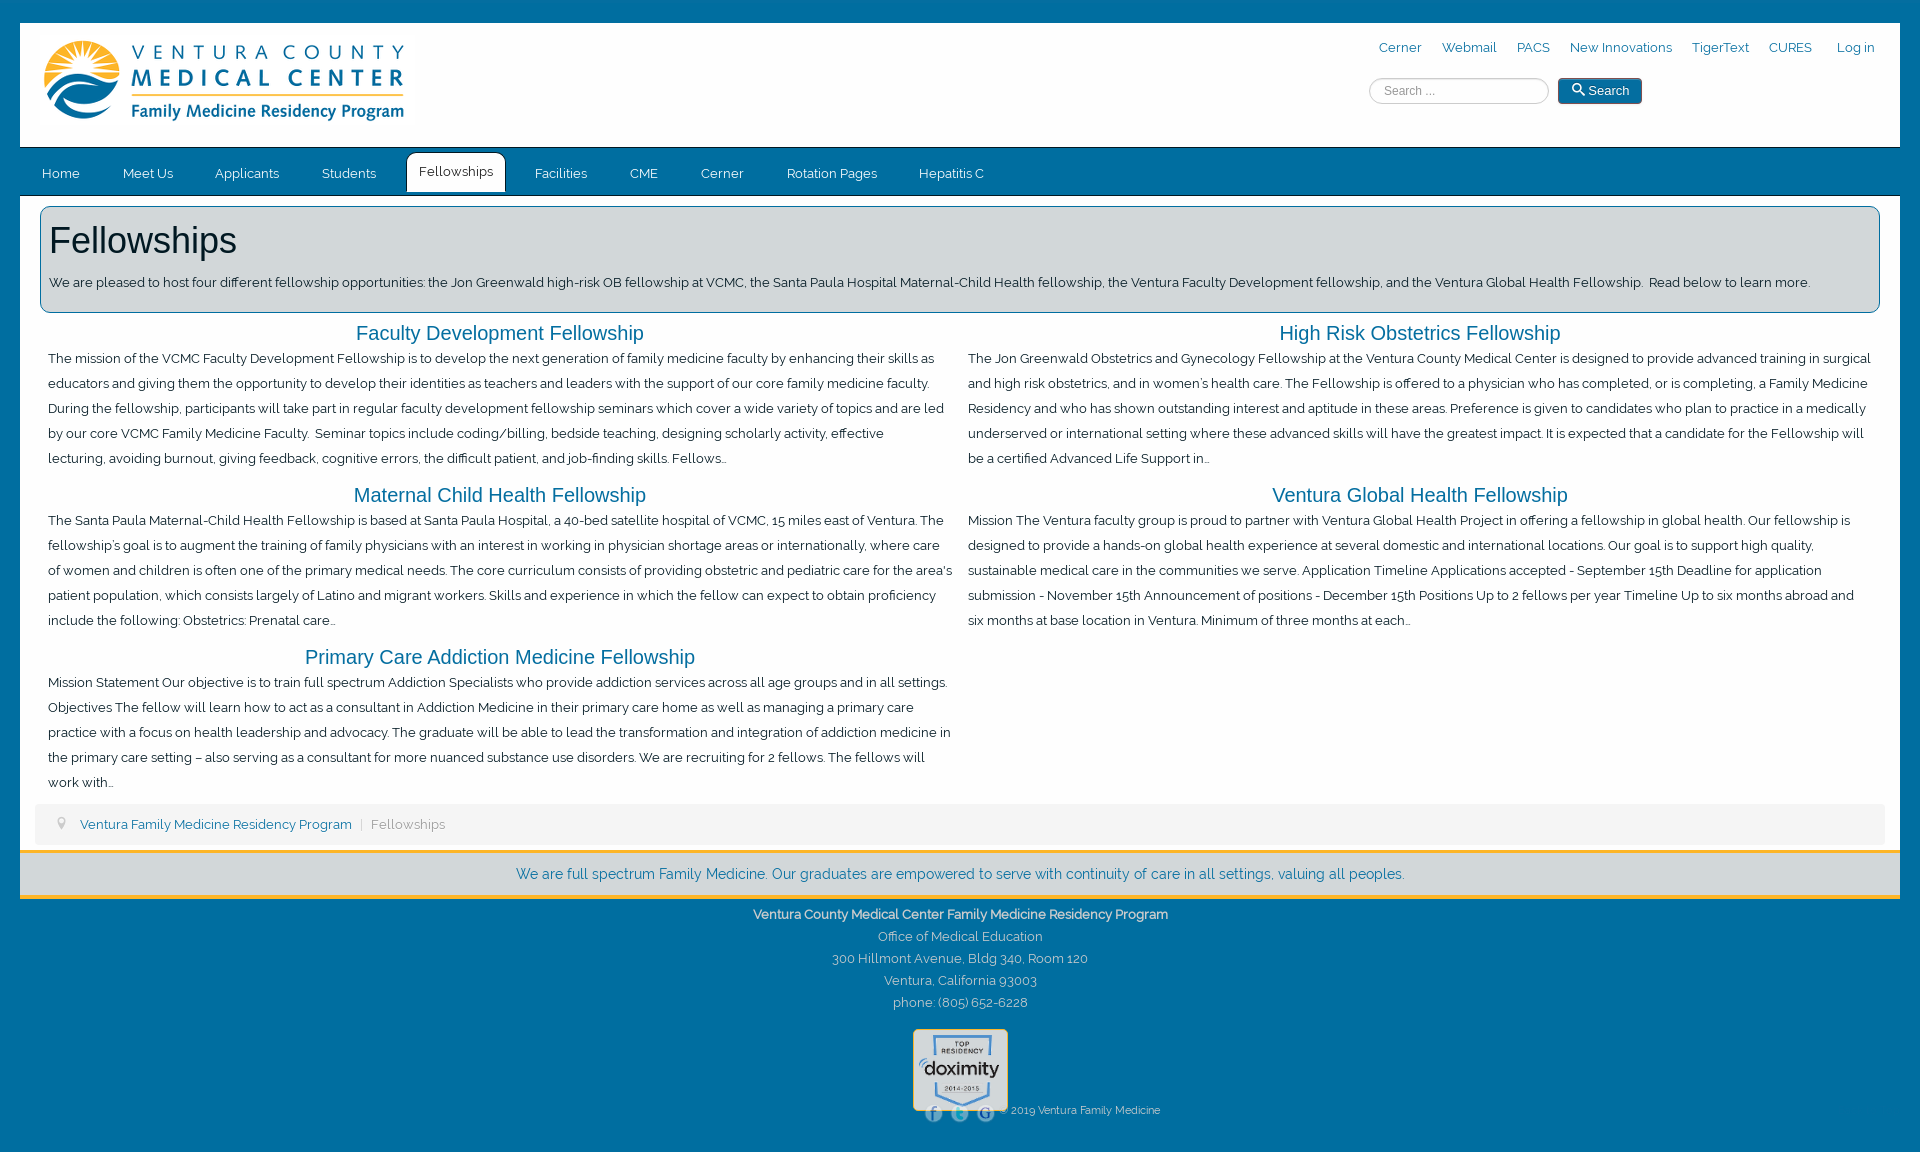 VENTURA COUNTY
MEDICAL CENTER
Family Medicine Residency Program
Cerner Webmail PACS New Innovations TigerText CURES Log in
Search ... Search
Home Meet Us Applicants Students Fellowships Facilities CME Cerner Rotation Pages Hepatitis C
Fellowships
We are pleased to host four different fellowship opportunities: the Jon Greenwald high-risk OB fellowship at VCMC, the Santa Paula Hospital Maternal-Child Health fellowship, the Ventura Faculty Development fellowship, and the Ventura Global Health Fellowship.  Read below to learn more.
Faculty Development Fellowship
The mission of the VCMC Faculty Development Fellowship is to develop the next generation of family medicine faculty by enhancing their skills as
educators and giving them the opportunity to develop their identities as teachers and leaders with the support of our core family medicine faculty.
During the fellowship, participants will take part in regular faculty development fellowship seminars which cover a wide variety of topics and are led
by our core VCMC Family Medicine Faculty.  Seminar topics include coding/billing, bedside teaching, designing scholarly activity, effective
lecturing, avoiding burnout, giving feedback, cognitive errors, the difficult patient, and job-finding skills. Fellows...
High Risk Obstetrics Fellowship
The Jon Greenwald Obstetrics and Gynecology Fellowship at the Ventura County Medical Center is designed to provide advanced training in surgical
and high risk obstetrics, and in women's health care. The Fellowship is offered to a physician who has completed, or is completing, a Family Medicine
Residency and who has shown outstanding interest and aptitude in these areas. Preference is given to candidates who plan to practice in a medically
underserved or international setting where these advanced skills will have the greatest impact. It is expected that a candidate for the Fellowship will
be a certified Advanced Life Support in...
Maternal Child Health Fellowship
The Santa Paula Maternal-Child Health Fellowship is based at Santa Paula Hospital, a 40-bed satellite hospital of VCMC, 15 miles east of Ventura. The
fellowship's goal is to augment the training of family physicians with an interest in working in physician shortage areas or internationally, where care
of women and children is often one of the primary medical needs. The core curriculum consists of providing obstetric and pediatric care for the area's
patient population, which consists largely of Latino and migrant workers. Skills and experience in which the fellow can expect to obtain proficiency
include the following: Obstetrics: Prenatal care...
Ventura Global Health Fellowship
Mission The Ventura faculty group is proud to partner with Ventura Global Health Project in offering a fellowship in global health. Our fellowship is
designed to provide a hands-on global health experience at several domestic and international locations. Our goal is to support high quality,
sustainable medical care in the communities we serve. Application Timeline Applications accepted - September 15th Deadline for application
submission - November 15th Announcement of positions - December 15th Positions Up to 2 fellows per year Timeline Up to six months abroad and
six months at base location in Ventura. Minimum of three months at each...
Primary Care Addiction Medicine Fellowship
Mission Statement Our objective is to train full spectrum Addiction Specialists who provide addiction services across all age groups and in all settings.
Objectives The fellow will learn how to act as a consultant in Addiction Medicine in their primary care home as well as managing a primary care
practice with a focus on health leadership and advocacy. The graduate will be able to lead the transformation and integration of addiction medicine in
the primary care setting – also serving as a consultant for more nuanced substance use disorders. We are recruiting for 2 fellows. The fellows will
work with...
Ventura Family Medicine Residency Program | Fellowships
We are full spectrum Family Medicine. Our graduates are empowered to serve with continuity of care in all settings, valuing all peoples.
Ventura County Medical Center Family Medicine Residency Program
Office of Medical Education
300 Hillmont Avenue, Bldg 340, Room 120
Ventura, California 93003
phone: (805) 652-6228
TOP
RESIDENCY
doximity
2014-2015
f t G © 2019 Ventura Family Medicine